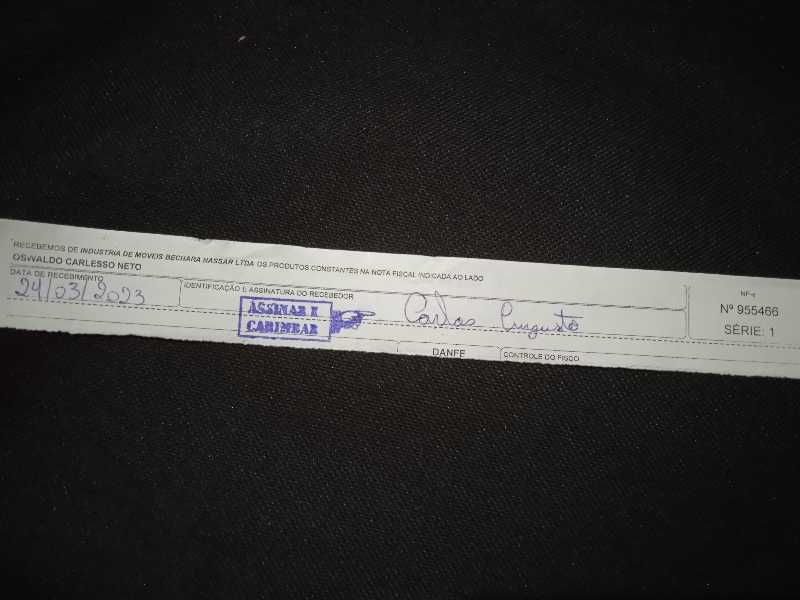 RECEBEMOS DE INDUSTRIA DE MOVEIS BECHARA NASSAR LTDA OS PRODUTOS CONSTANTES NA NOTA FISCAL INDICADA AO LADO
OSWALDO CARLESSO NETO
DATA DE RECEBIMENTO
24/03/2023
IDENTIFICAÇÃO E ASSINATURA DO RECEBEDOR
ASSINAR E
CARIMBAR
Carlos Augusto
NF-e
Nº 955466
SÉRIE: 1
DANFE
CONTROLE DO FISCO